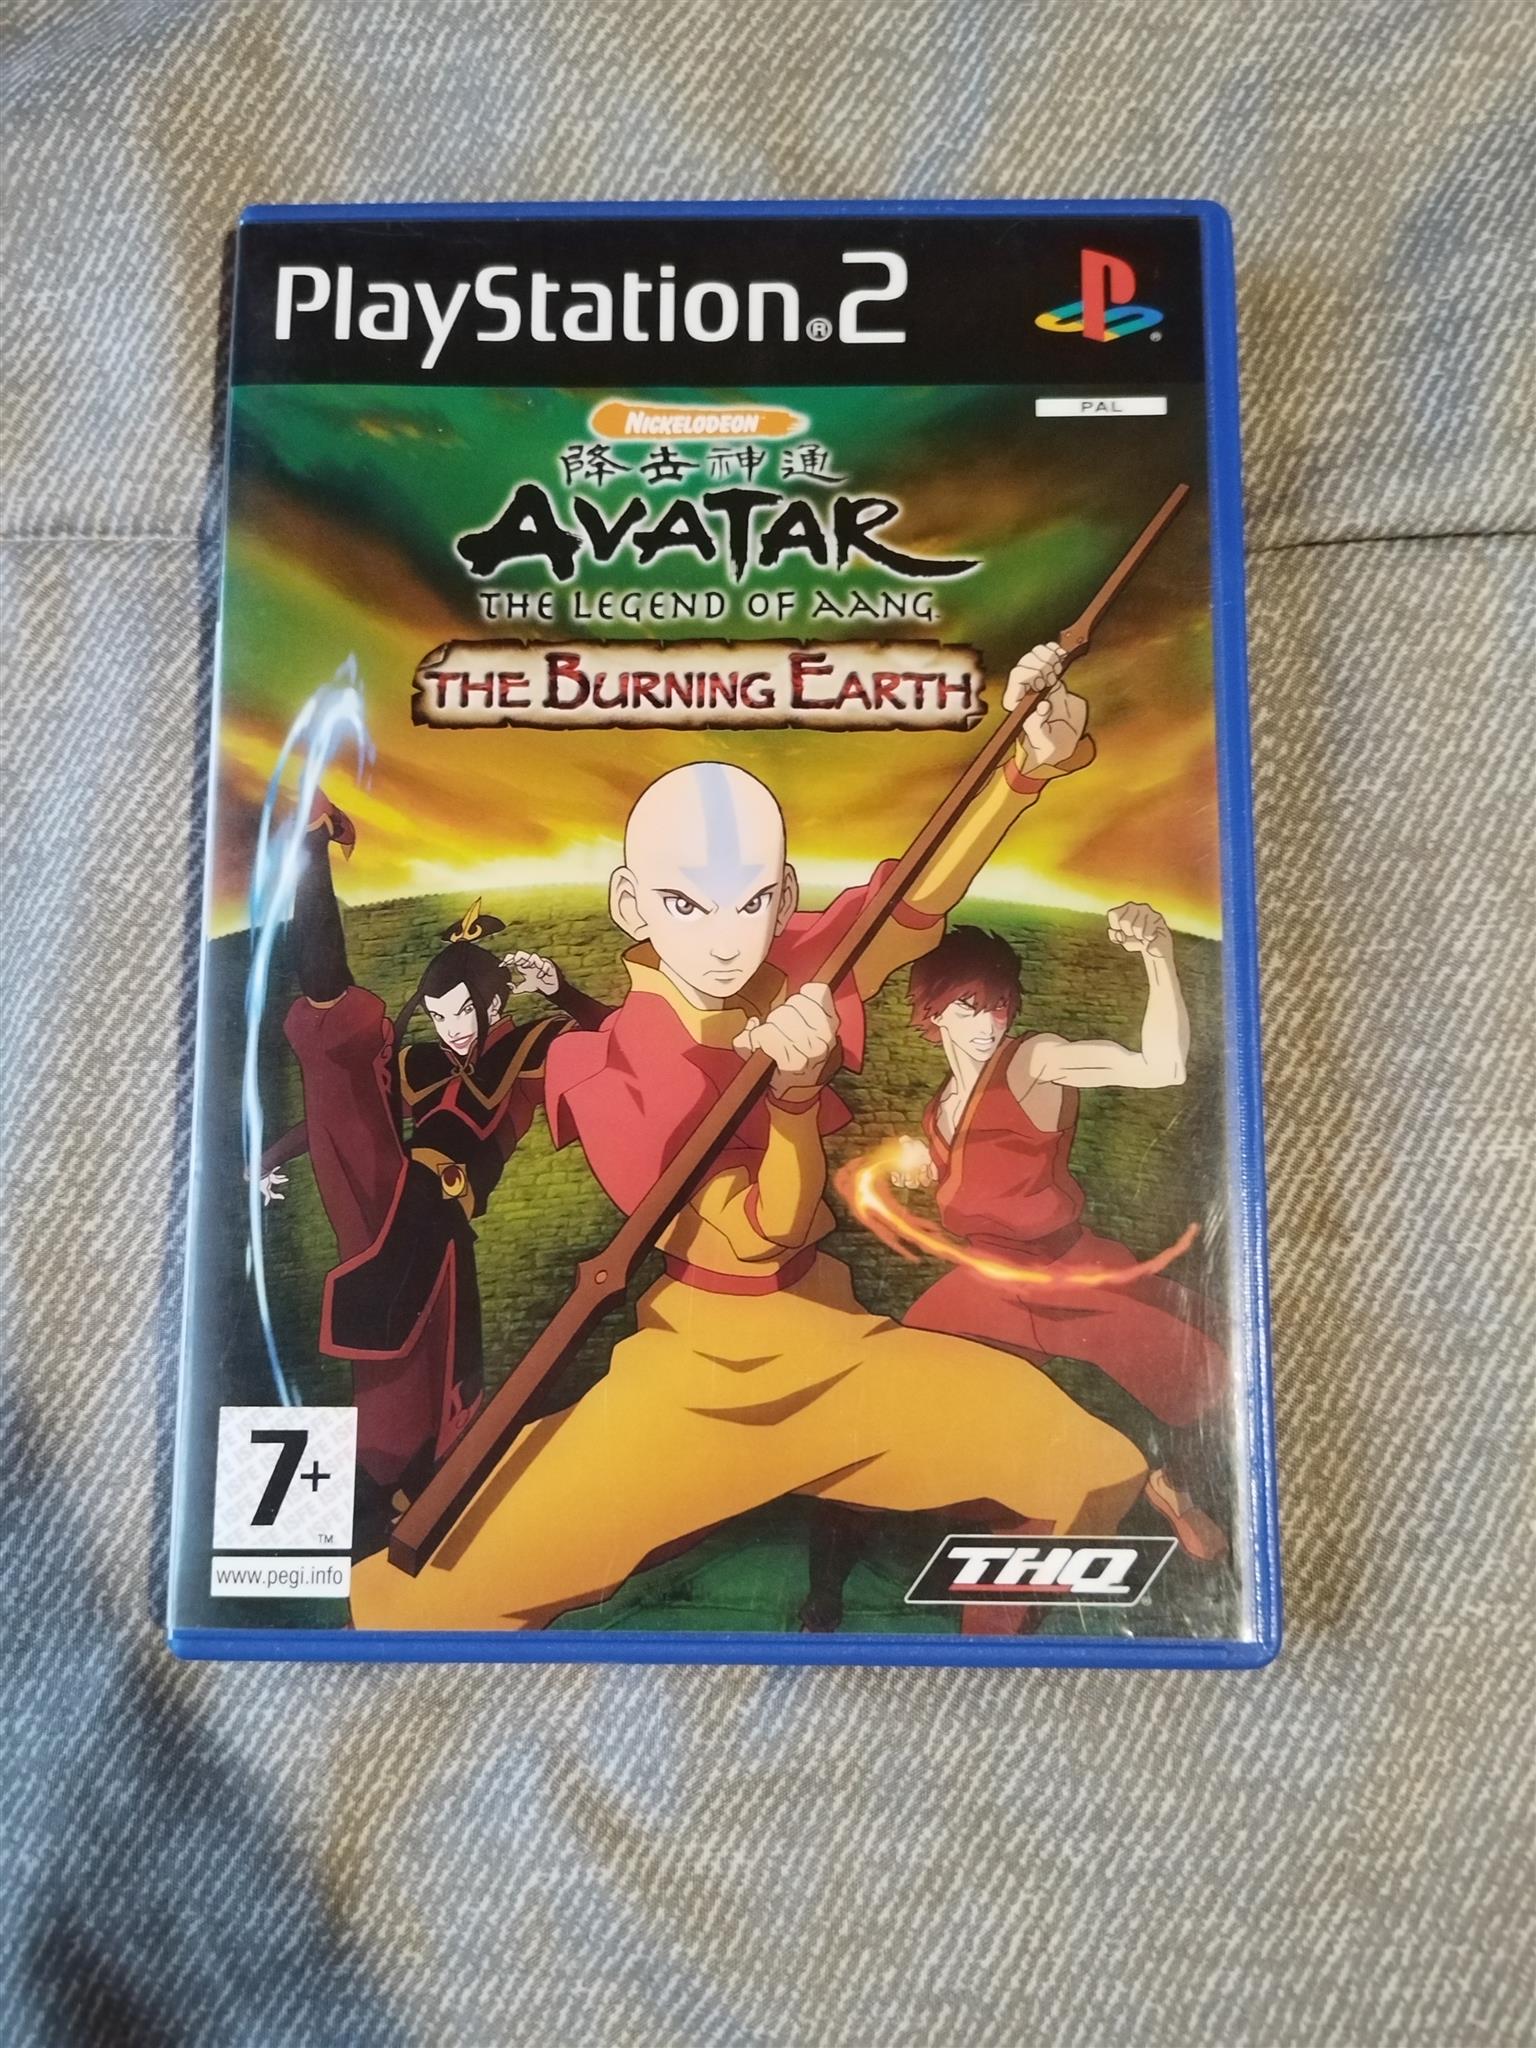 PlayStation®2
PAL
NICKELODEON
降世神通
AVATAR
THE LEGEND OF AANG
THE BURNING EARTH
7+
TM
www.pegi.info
THQ